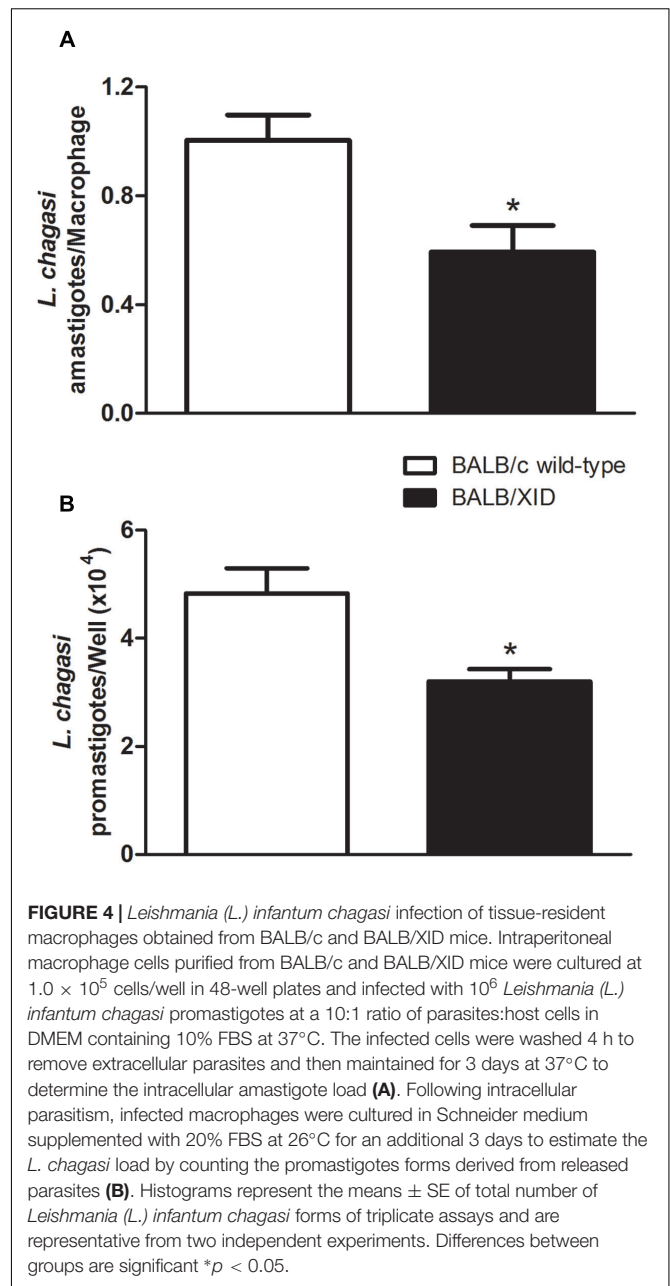 A
1.2
0.8
0.4
0.0
L. chagasi
amastigotes/Macrophage
*
BALB/c wild-type
BALB/XID
B
6
4
2
0
L. chagasi
promastigotes/Well (x10⁴)
*
FIGURE 4 | Leishmania (L.) infantum chagasi infection of tissue-resident
macrophages obtained from BALB/c and BALB/XID mice. Intraperitoneal
macrophage cells purified from BALB/c and BALB/XID mice were cultured at
1.0 × 10⁵ cells/well in 48-well plates and infected with 10⁶ Leishmania (L.)
infantum chagasi promastigotes at a 10:1 ratio of parasites:host cells in
DMEM containing 10% FBS at 37°C. The infected cells were washed 4 h to
remove extracellular parasites and then maintained for 3 days at 37°C to
determine the intracellular amastigote load (A). Following intracellular
parasitism, infected macrophages were cultured in Schneider medium
supplemented with 20% FBS at 26°C for an additional 3 days to estimate the
L. chagasi load by counting the promastigotes forms derived from released
parasites (B). Histograms represent the means ± SE of total number of
Leishmania (L.) infantum chagasi forms of triplicate assays and are
representative from two independent experiments. Differences between
groups are significant *p < 0.05.